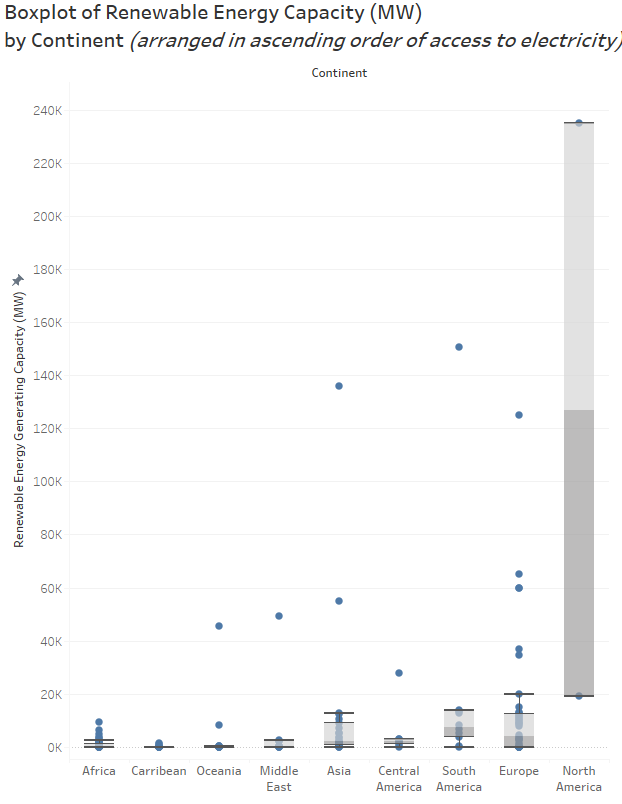 Boxplot of Renewable Energy Capacity (MW)
by Continent (arranged in ascending order of access to electricity)
Continent
Renewable Energy Generating Capacity (MW)
240K
220K
200K
180K
160K
140K
120K
100K
80K
60K
40K
20K
0K
Africa Carribean Oceania Middle East Asia Central America South America Europe North America